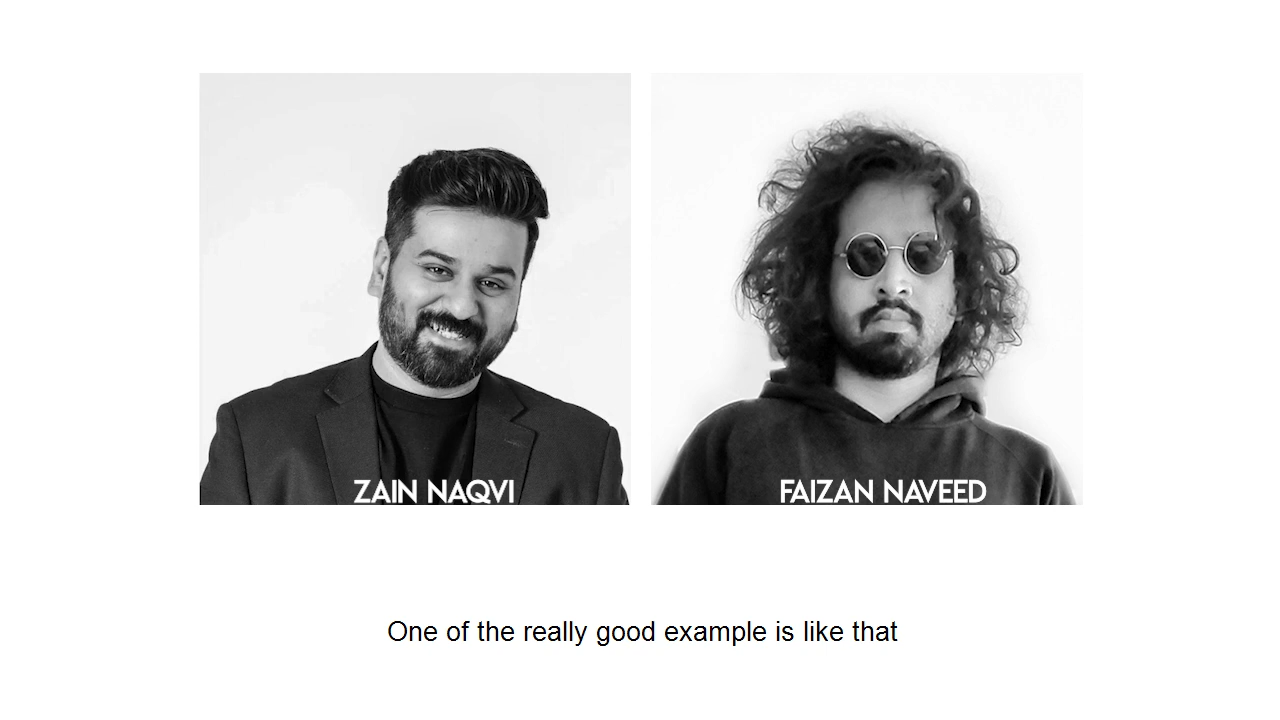 ZAIN NAQVI
FAIZAN NAVEED
One of the really good example is like that